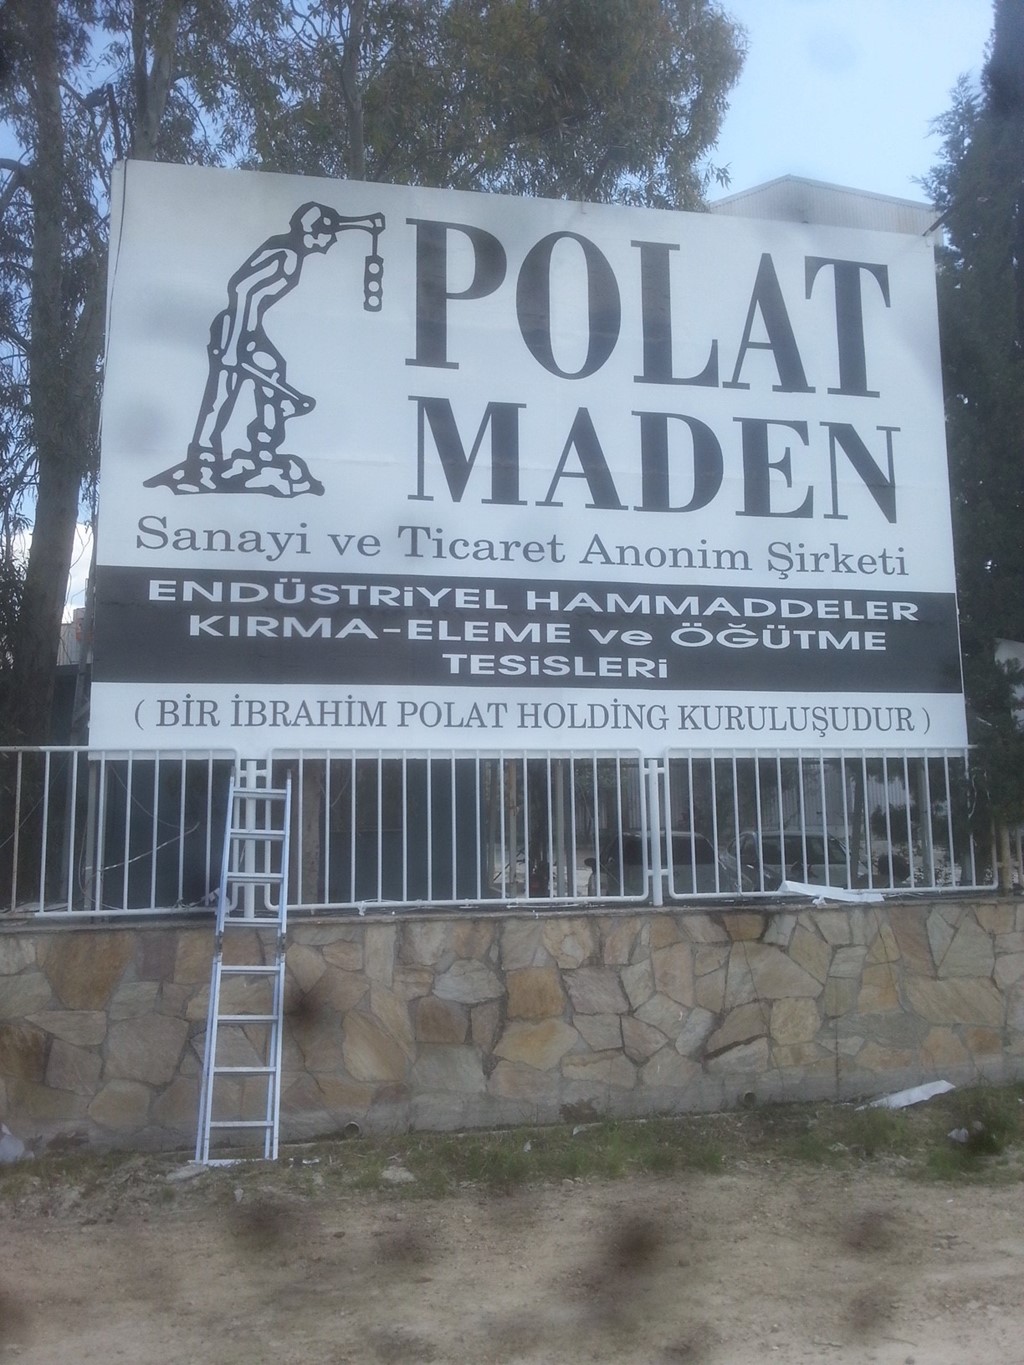 POLAT
MADEN
Sanayi ve Ticaret Anonim Şirketi
ENDÜSTRiYEL HAMMADDELER
KIRMA-ELEME ve ÖĞÜTME
TESiSLERi
( BİR İBRAHİM POLAT HOLDİNG KURULUŞUDUR )